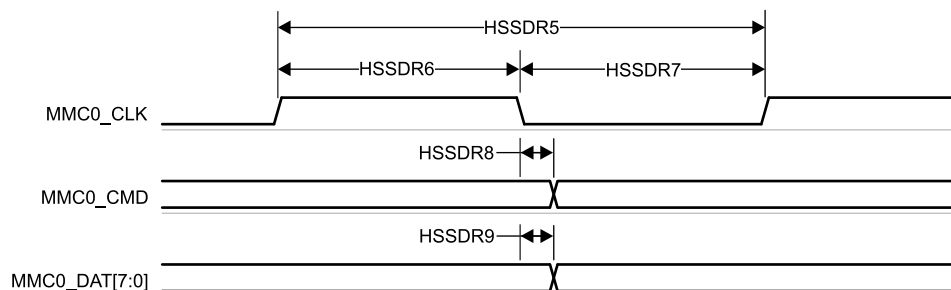 HSSDR5
HSSDR6 HSSDR7
MMC0_CLK
HSSDR8
MMC0_CMD
HSSDR9
MMC0_DAT[7:0]